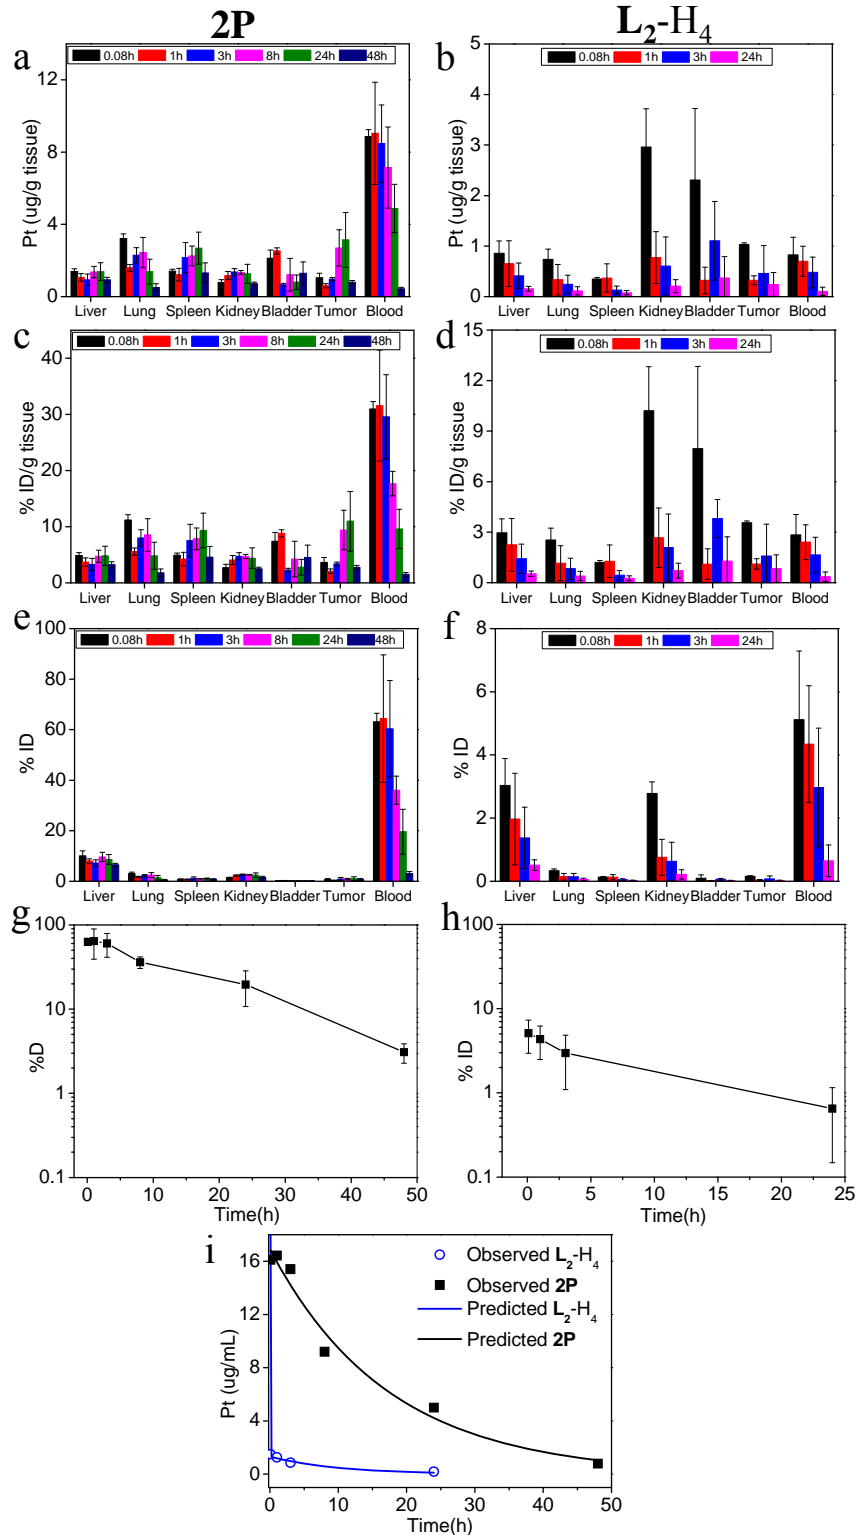 2P
L2-H4
a
0.08h 1h 3h 8h 24h 48h
Pt (ug/g tissue)
12
8
4
0
Liver Lung Spleen Kidney Bladder Tumor Blood
b
0.08h 1h 3h 24h
Pt (ug/g tissue)
5
4
3
2
1
0
Liver Lung Spleen Kidney Bladder Tumor Blood
c
0.08h 1h 3h 8h 24h 48h
% ID/g tissue
40
30
20
10
0
Liver Lung Spleen Kidney Bladder Tumor Blood
d
0.08h 1h 3h 24h
% ID/g tissue
15
12
9
6
3
0
Liver Lung Spleen Kidney Bladder Tumor Blood
e
0.08h 1h 3h 8h 24h 48h
% ID
100
80
60
40
20
0
Liver Lung Spleen Kidney Bladder Tumor Blood
f
0.08h 1h 3h 24h
% ID
8
6
4
2
0
Liver Lung Spleen Kidney Bladder Tumor Blood
g
%D
100
10
1
0.1
0 10 20 30 40 50
Time(h)
h
% ID
100
10
1
0.1
0 5 10 15 20 25
Time(h)
i
Pt (ug/mL)
16
12
8
4
0
Observed L2-H4
Observed 2P
Predicted L2-H4
Predicted 2P
0 10 20 30 40 50
Time(h)